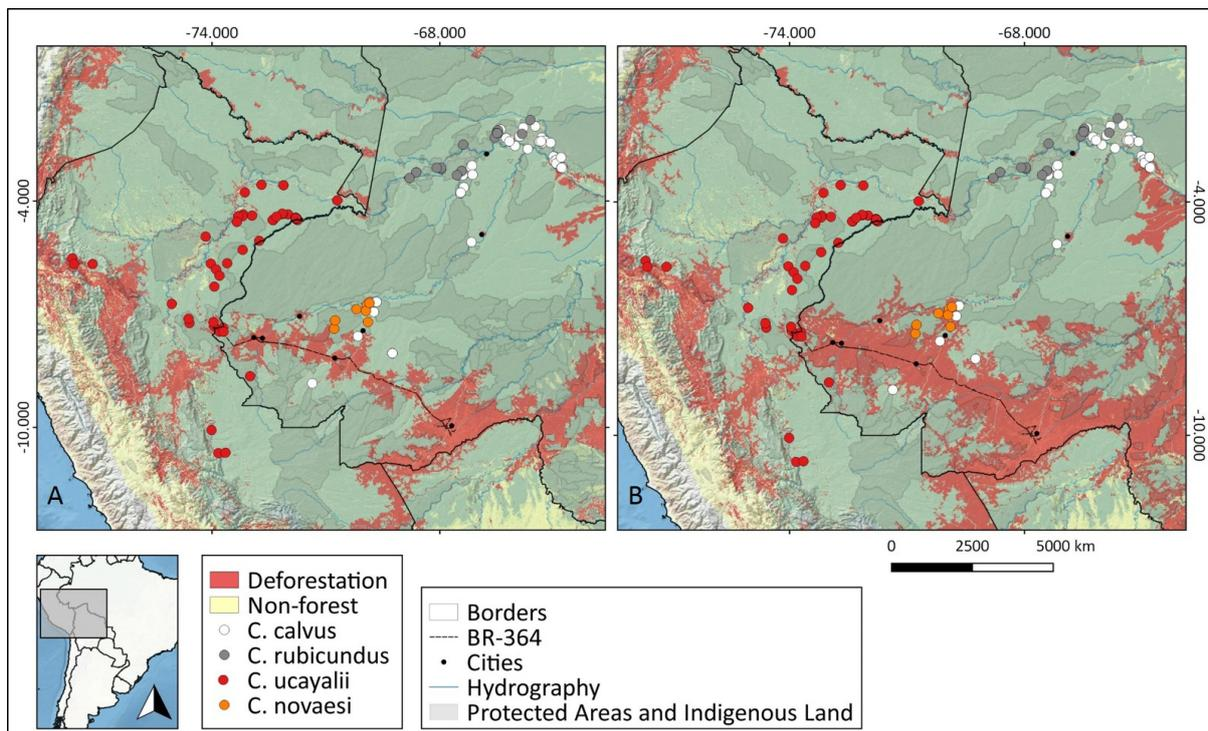 -74.000 -68.000 -74.000 -68.000
-4.000 -4.000
-10.000 -10.000
A B
0 2500 5000 km
Deforestation
Non-forest
C. calvus
C. rubicundus
C. ucayalii
C. novaesi
Borders
BR-364
Cities
Hydrography
Protected Areas and Indigenous Land